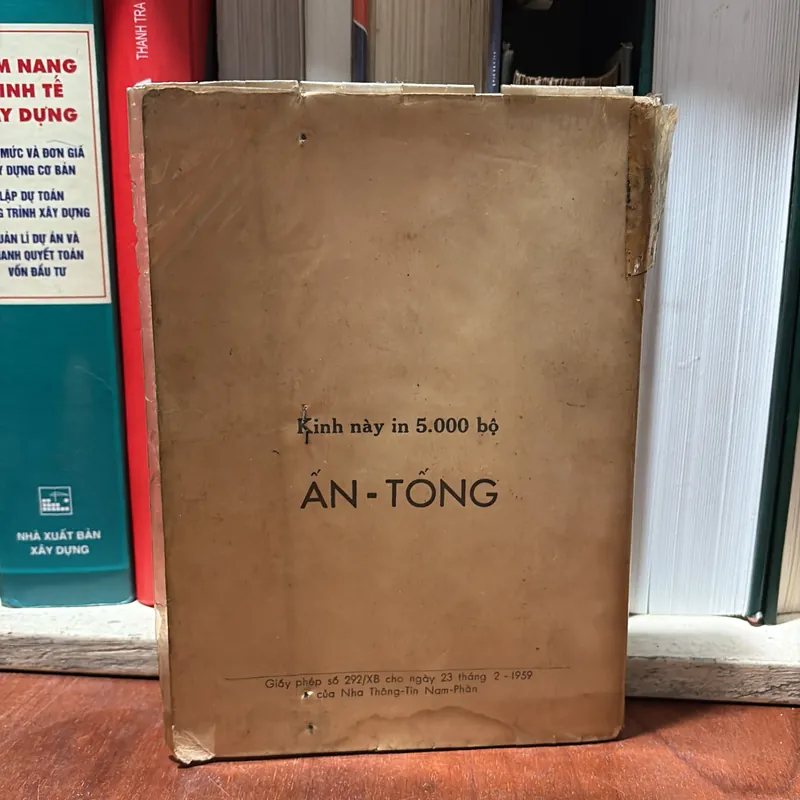 M NANG
INH TẾ
Y DỰNG
MỨC VÀ ĐƠN GIÁ
Y DỰNG CƠ BẢN
LẬP DỰ TOÁN
G TRÌNH XÂY DỰNG
UẢN LÍ DỰ ÁN VÀ
ANH QUYẾT TOÁN
VỐN ĐẦU TƯ
NHÀ XUẤT BẢN
XÂY DỰNG
THANH TRA
Kinh này in 5.000 bộ
ẤN - TỐNG
Giấy phép số 292/XB cho ngày 23 tháng 2 - 1959
của Nha Thông-Tin Nam-Phần